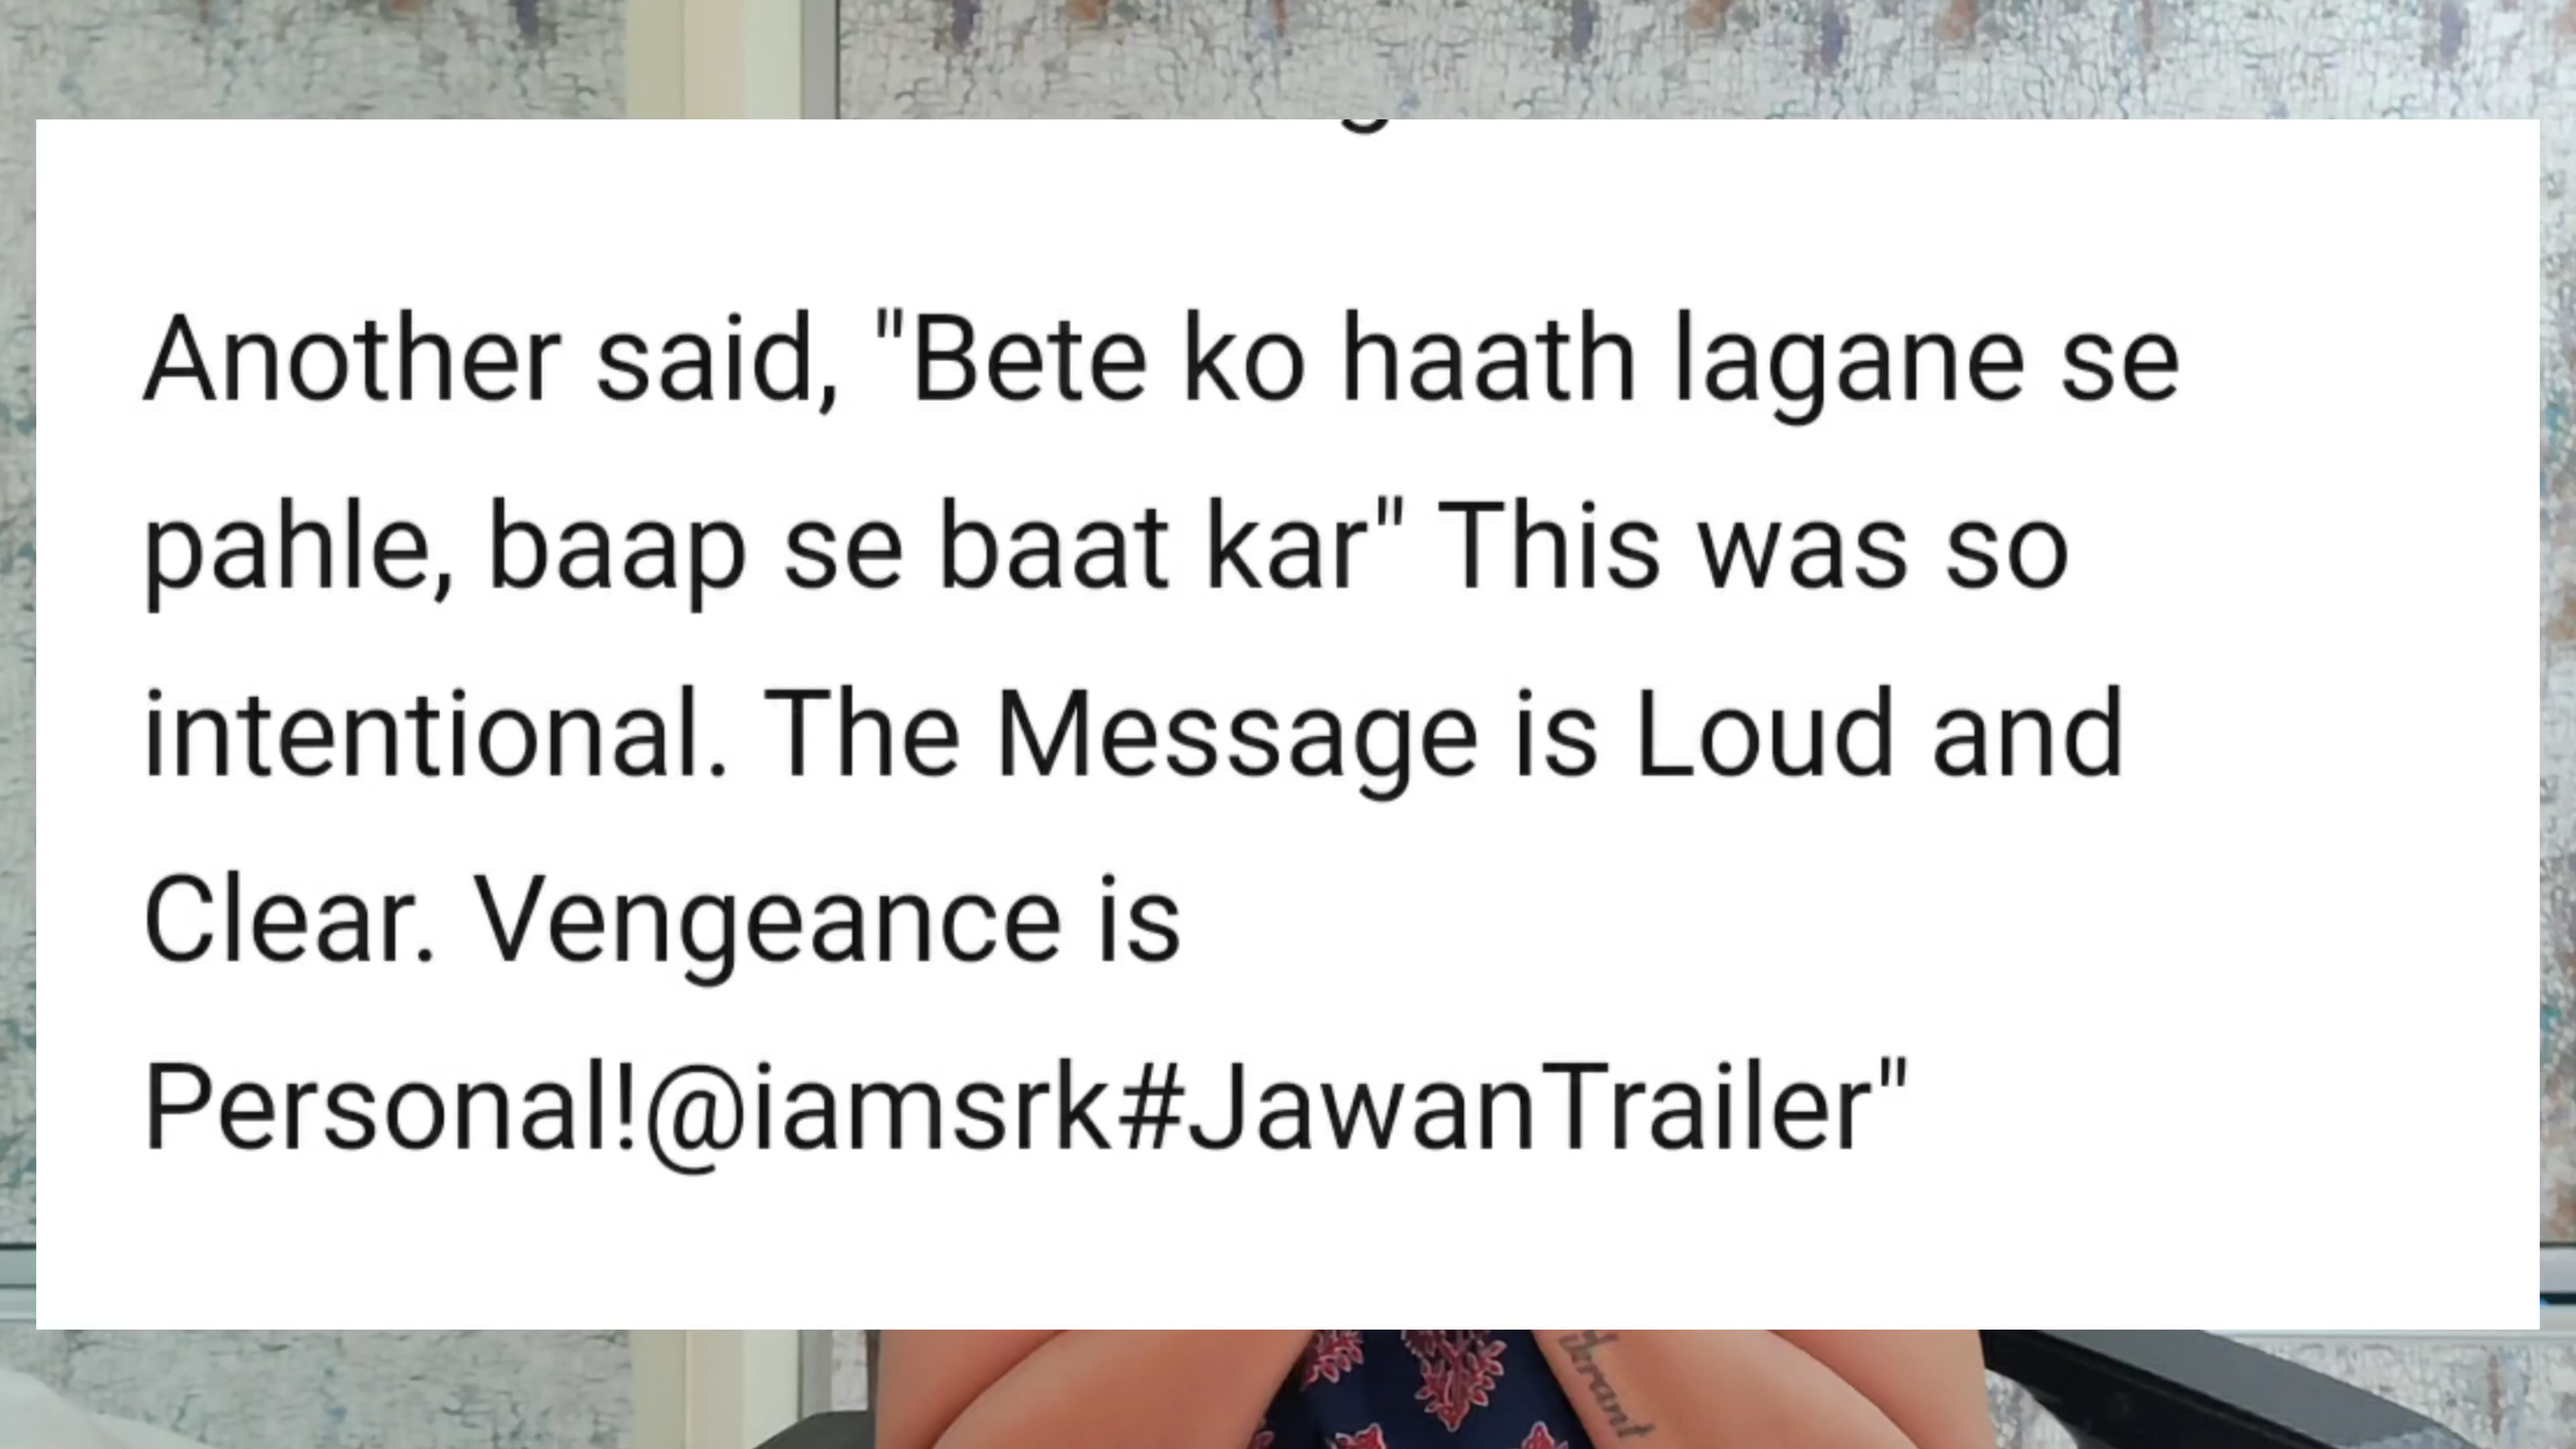 Another said, "Bete ko haath lagane se
pahle, baap se baat kar" This was so
intentional. The Message is Loud and
Clear. Vengeance is
Personal!@iamsrk#JawanTrailer"